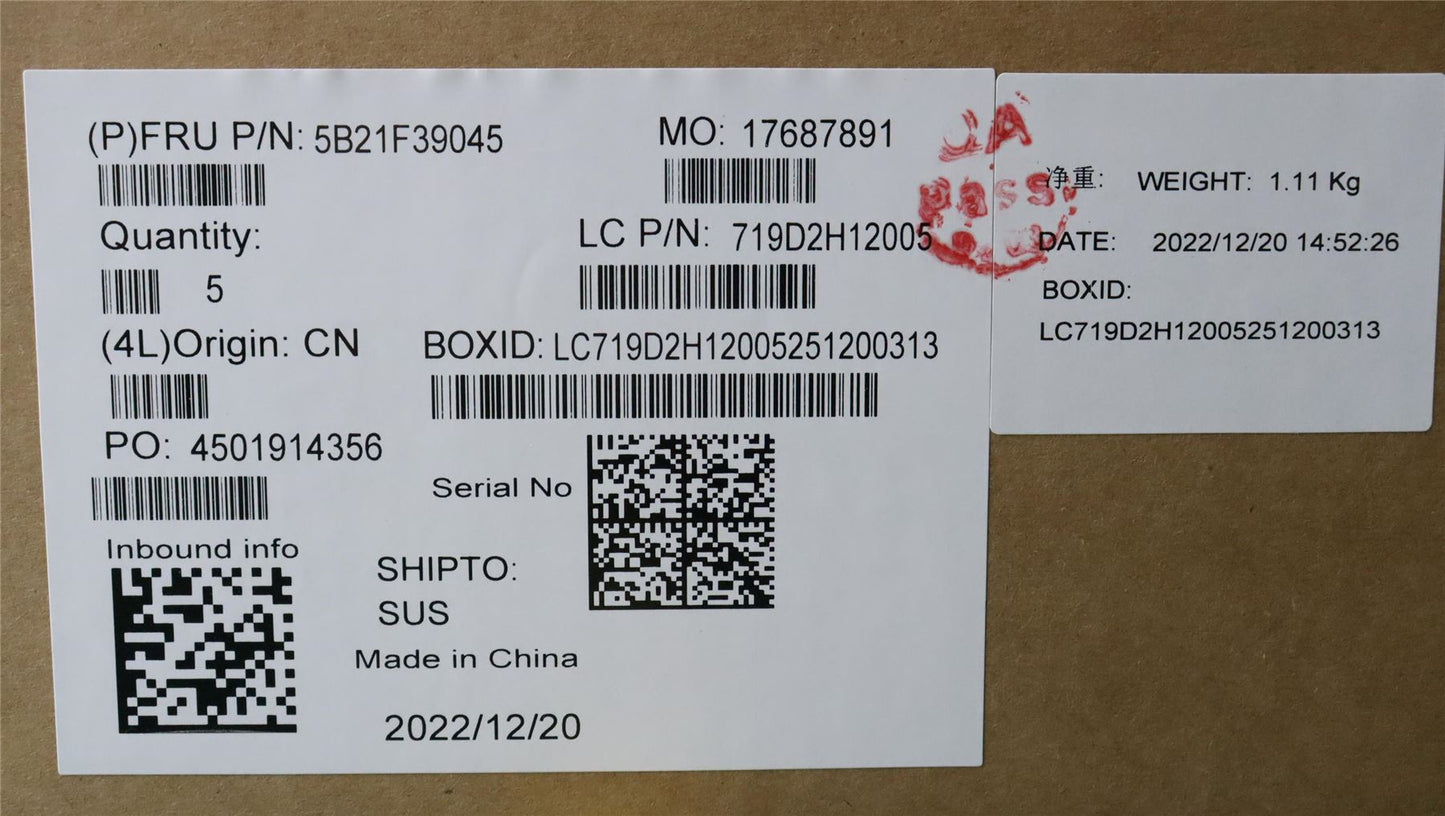 (P)FRU P/N: 5B21F39045
MO: 17687891
Quantity:
5
LC P/N: 719D2H12005
(4L)Origin: CN
BOXID: LC719D2H12005251200313
PO: 4501914356
Serial No
Inbound info
SHIPTO:
SUS
Made in China
2022/12/20
QA
PASS
净重: WEIGHT: 1.11 Kg
DATE: 2022/12/20 14:52:26
BOXID:
LC719D2H12005251200313